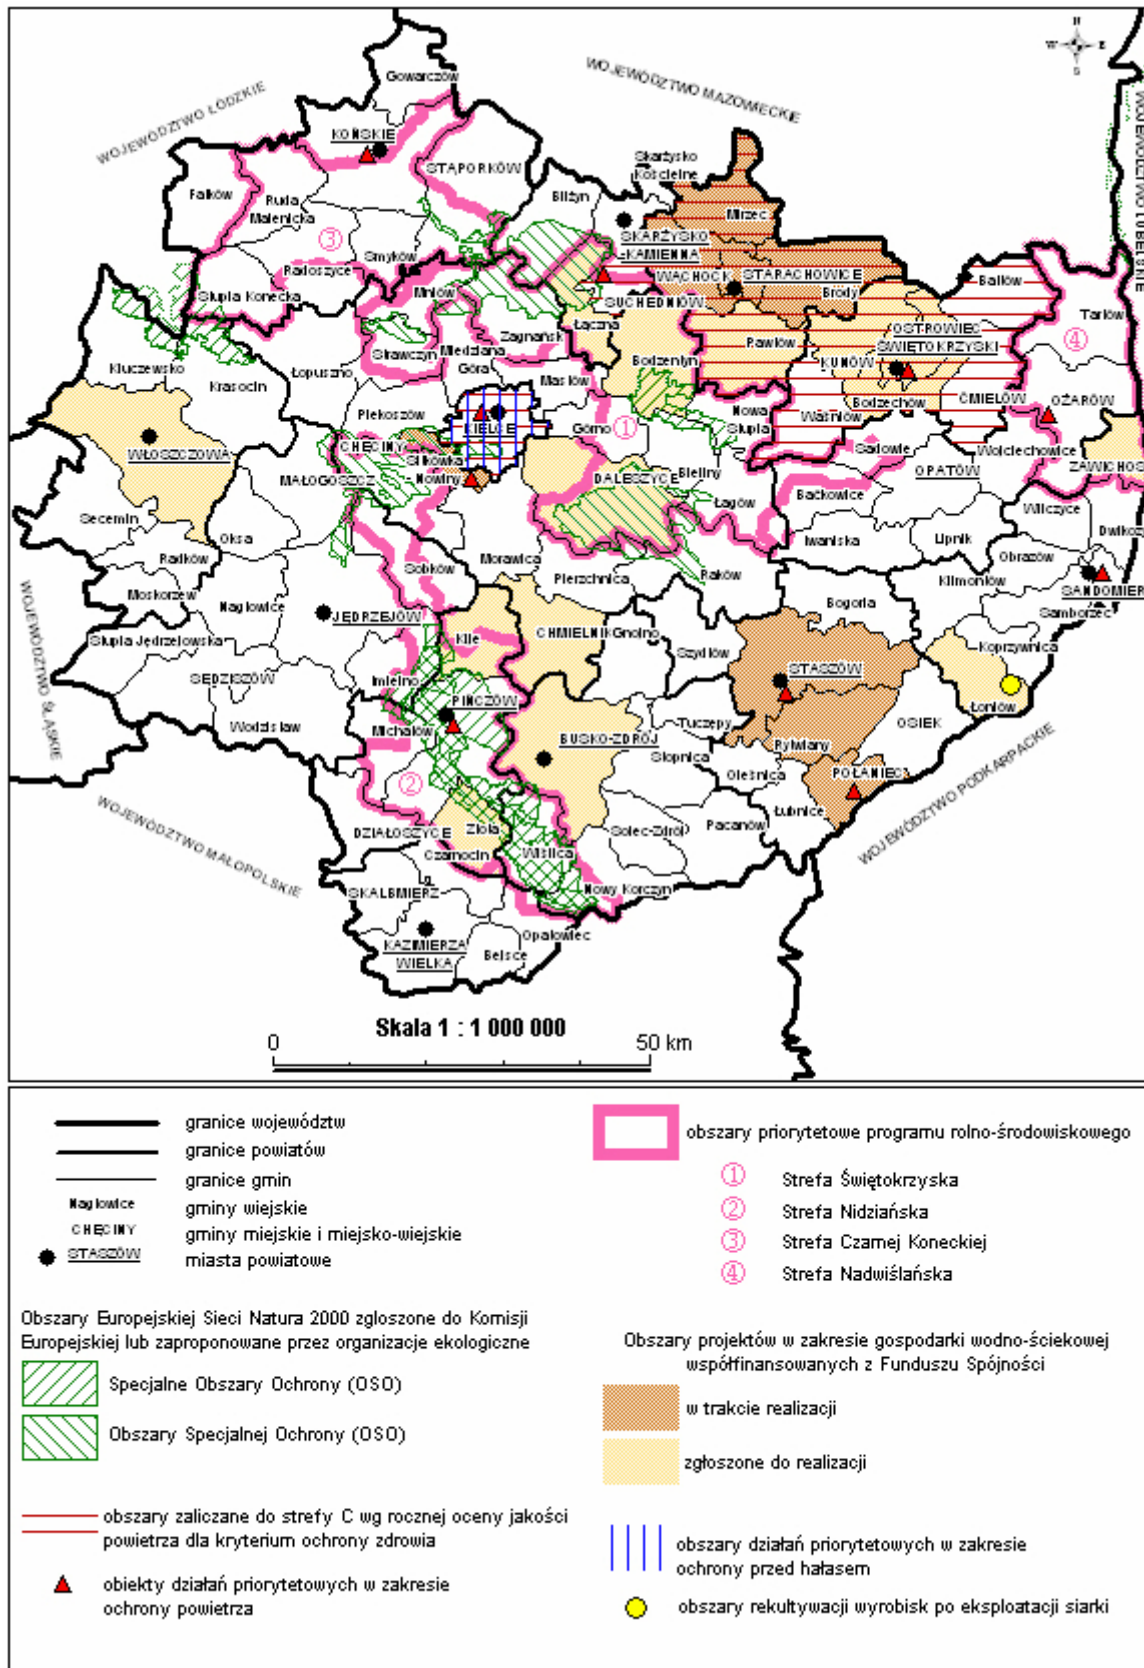 N
W E
S
WOJEWÓDZTWO ŁÓDZKIE
WOJEWÓDZTWO MAZOWIECKIE
WOJEWÓDZTWO LUBELSKIE
Gowarczów
KOŃSKIE
STĄPORKÓW
Skarżysko
Kościelne
Bliżyn
Fałków
Ruda
Malenicka
Mirzec
SKARŻYSKO
-KAMIENNA
WĄCHOCK
STARACHOWICE
3
Smyków
Radoszyce
Brody
Bałtów
Tarłów
Słupia Konecka
Mniów
SUCHEDNIÓW
OSTROWIEC
ŚWIĘTOKRZYSKI
4
Łączna
Zagnańsk
Strawczyn
Miedziana
Góra
Bodzentyn
Pawłów
KUNÓW
Kluczewsko
Krasocin
Łopuszno
Masłów
Bodzechów
ĆMIELÓW
OŻARÓW
Piekoszów
Nowa
Słupia
Waśniów
KIELCE
Górno
1
Sadowie
Wojciechowice
WŁOSZCZOWA
CHĘCINY
Sitkówka
Nowiny
OPATÓW
ZAWICHOST
MAŁOGOSZCZ
DALESZYCE
Bieliny
Baćkowice
Łagów
Wilczyce
Secemin
Oksa
Dwikozy
Iwaniska
Lipnik
Radków
Morawica
Obrazów
Sobków
Pierzchnica
Raków
Klimontów
Moskorzew
SANDOMIERZ
Nagłowice
Bogoria
Samborzec
JĘDRZEJÓW
Słupia Jędrzejowska
Kije
CHMIELNIK
Gnojno
Koprzywnica
Szydłów
STASZÓW
SĘDZISZÓW
Imielno
PIŃCZÓW
Łoniów
WOJEWÓDZTWO ŚLĄSKIE
Wodzisław
Michałów
Tuczępy
OSIEK
BUSKO-ZDRÓJ
Rytwiany
Stopnica
Oleśnica
POŁANIEC
2
WOJEWÓDZTWO PODKARPACKIE
Łubnice
WOJEWÓDZTWO MAŁOPOLSKIE
DZIAŁOSZYCE
Złota
Solec-Zdrój
Pacanów
Czarnocin
Wiślica
SKALBMIERZ
Nowy Korczyn
Opatowiec
KAZIMIERZA
WIELKA
Bejsce
Skala 1 : 1 000 000
0 50 km
granice województw
granice powiatów
granice gmin
Nagłowice gminy wiejskie
CHĘCINY gminy miejskie i miejsko-wiejskie
STASZÓW miasta powiatowe
obszary priorytetowe programu rolno-środowiskowego
1 Strefa Świętokrzyska
2 Strefa Nidziańska
3 Strefa Czarnej Koneckiej
4 Strefa Nadwiślańska
Obszary Europejskiej Sieci Natura 2000 zgloszone do Komisji
Europejskiej lub zaproponowane przez organizacje ekologiczne
Specjalne Obszary Ochrony (OSO)
Obszary Specjalnej Ochrony (OSO)
Obszary projektów w zakresie gospodarki wodno-ściekowej
współfinansowanych z Funduszu Spójności
w trakcie realizacji
zgłoszone do realizacji
obszary zaliczane do strefy C wg rocznej oceny jakości
powietrza dla kryterium ochrony zdrowia
obiekty działań priorytetowych w zakresie
ochrony powietrza
obszary działań priorytetowych w zakresie
ochrony przed hałasem
obszary rekultywacji wyrobisk po eksploatacji siarki